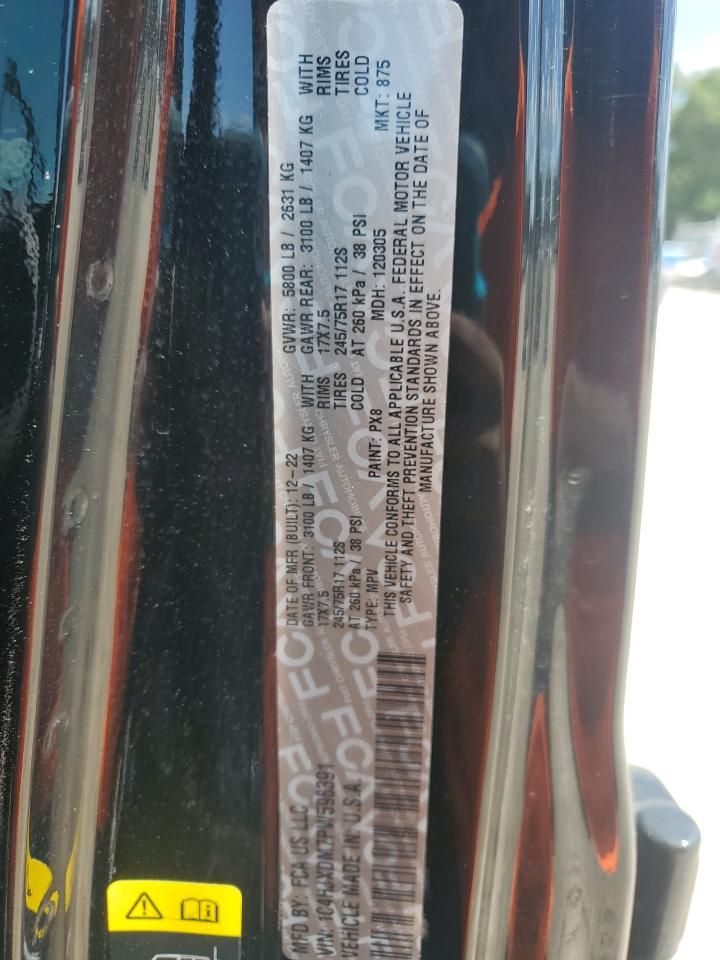 MFD BY: FCA US LLC
DATE OF MFR (BUILT): 12-22
GVWR: 5800 LB / 2631 KG
GAWR FRONT: 3100 LB / 1407 KG WITH
GAWR REAR: 3100 LB / 1407 KG WITH
17X7.5 RIMS
17X7.5 RIMS
245/75R17 112S TIRES
245/75R17 112S TIRES
AT 260 kPa / 38 PSI COLD
AT 260 kPa / 38 PSI COLD
VEHICLE MADE IN U.S.A.
TYPE: MPV
PAINT: PX8
MDH: 120305
MKT: 875
THIS VEHICLE CONFORMS TO ALL APPLICABLE U.S.A. FEDERAL MOTOR VEHICLE
SAFETY AND THEFT PREVENTION STANDARDS IN EFFECT ON THE DATE OF
MANUFACTURE SHOWN ABOVE.